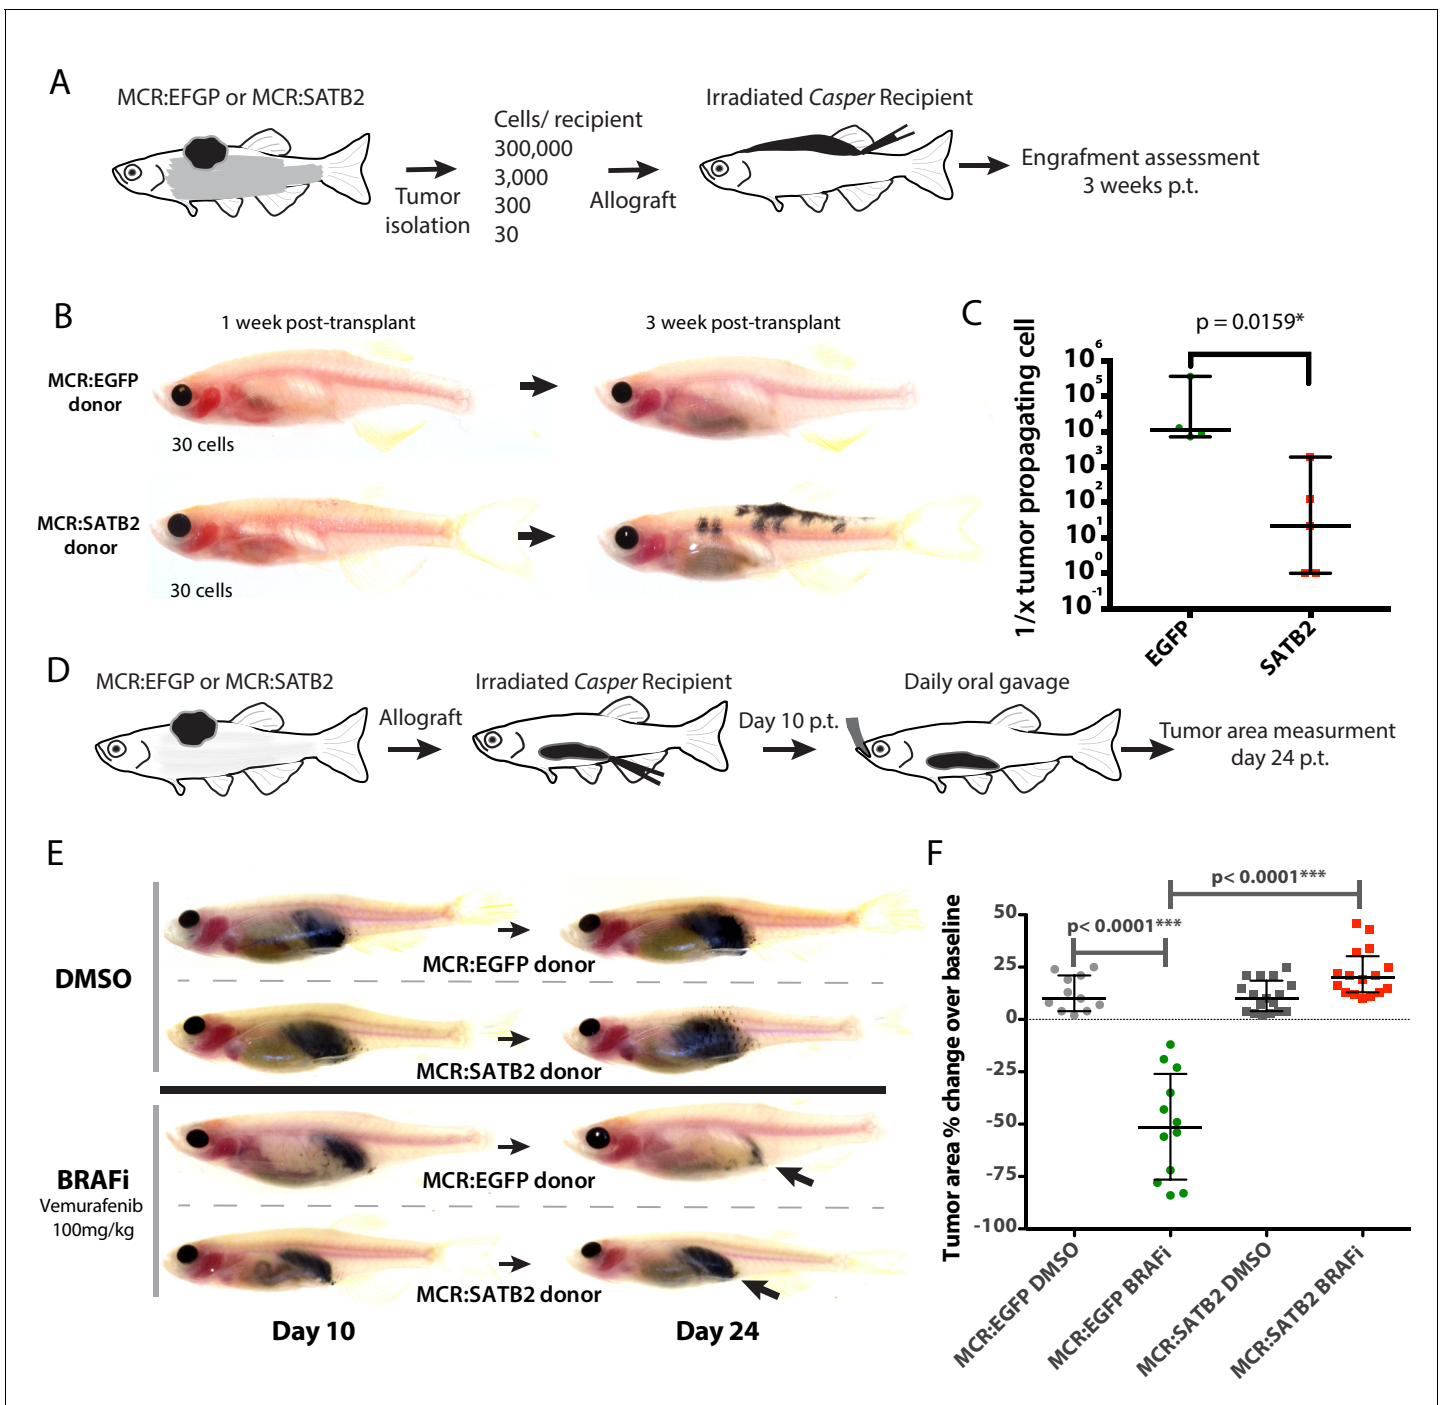 A
MCR:EFGP or MCR:SATB2
Tumor
isolation
Cells/ recipient
300,000
3,000
300
30
Allograft
Irradiated Casper Recipient
Engrafment assessment
3 weeks p.t.
B
1 week post-transplant
3 week post-transplant
MCR:EGFP
donor
30 cells
MCR:SATB2
donor
30 cells
C
p = 0.0159*
1/x tumor propagating cell
10⁶
10⁵
10⁴
10³
10²
10¹
10⁰
10⁻¹
EGFP
SATB2
D
MCR:EFGP or MCR:SATB2
Allograft
Irradiated Casper Recipient
Day 10 p.t.
Daily oral gavage
Tumor area measurment
day 24 p.t.
E
DMSO
MCR:EGFP donor
MCR:SATB2 donor
BRAFi
Vemurafenib
100mg/kg
MCR:EGFP donor
MCR:SATB2 donor
Day 10
Day 24
F
p< 0.0001***
p< 0.0001***
Tumor area % change over baseline
50
25
0
-25
-50
-75
-100
MCR:EGFP DMSO
MCR:EGFP BRAFi
MCR:SATB2 DMSO
MCR:SATB2 BRAFi